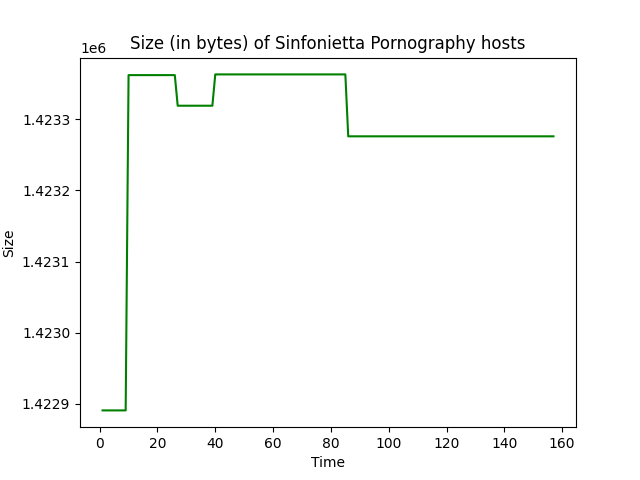 Size (in bytes) of Sinfonietta Pornography hosts
1e6
1.4233
1.4232
1.4231
1.4230
1.4229
Size
0 20 40 60 80 100 120 140 160
Time